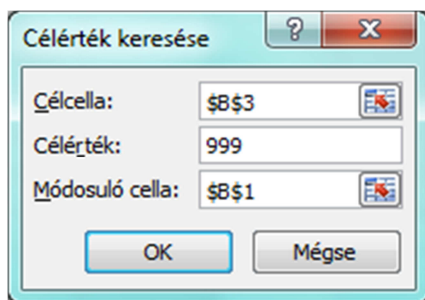 Célérték keresése
Célcella: $B$3
Célérték: 999
Módosuló cella: $B$1
OK Mégse